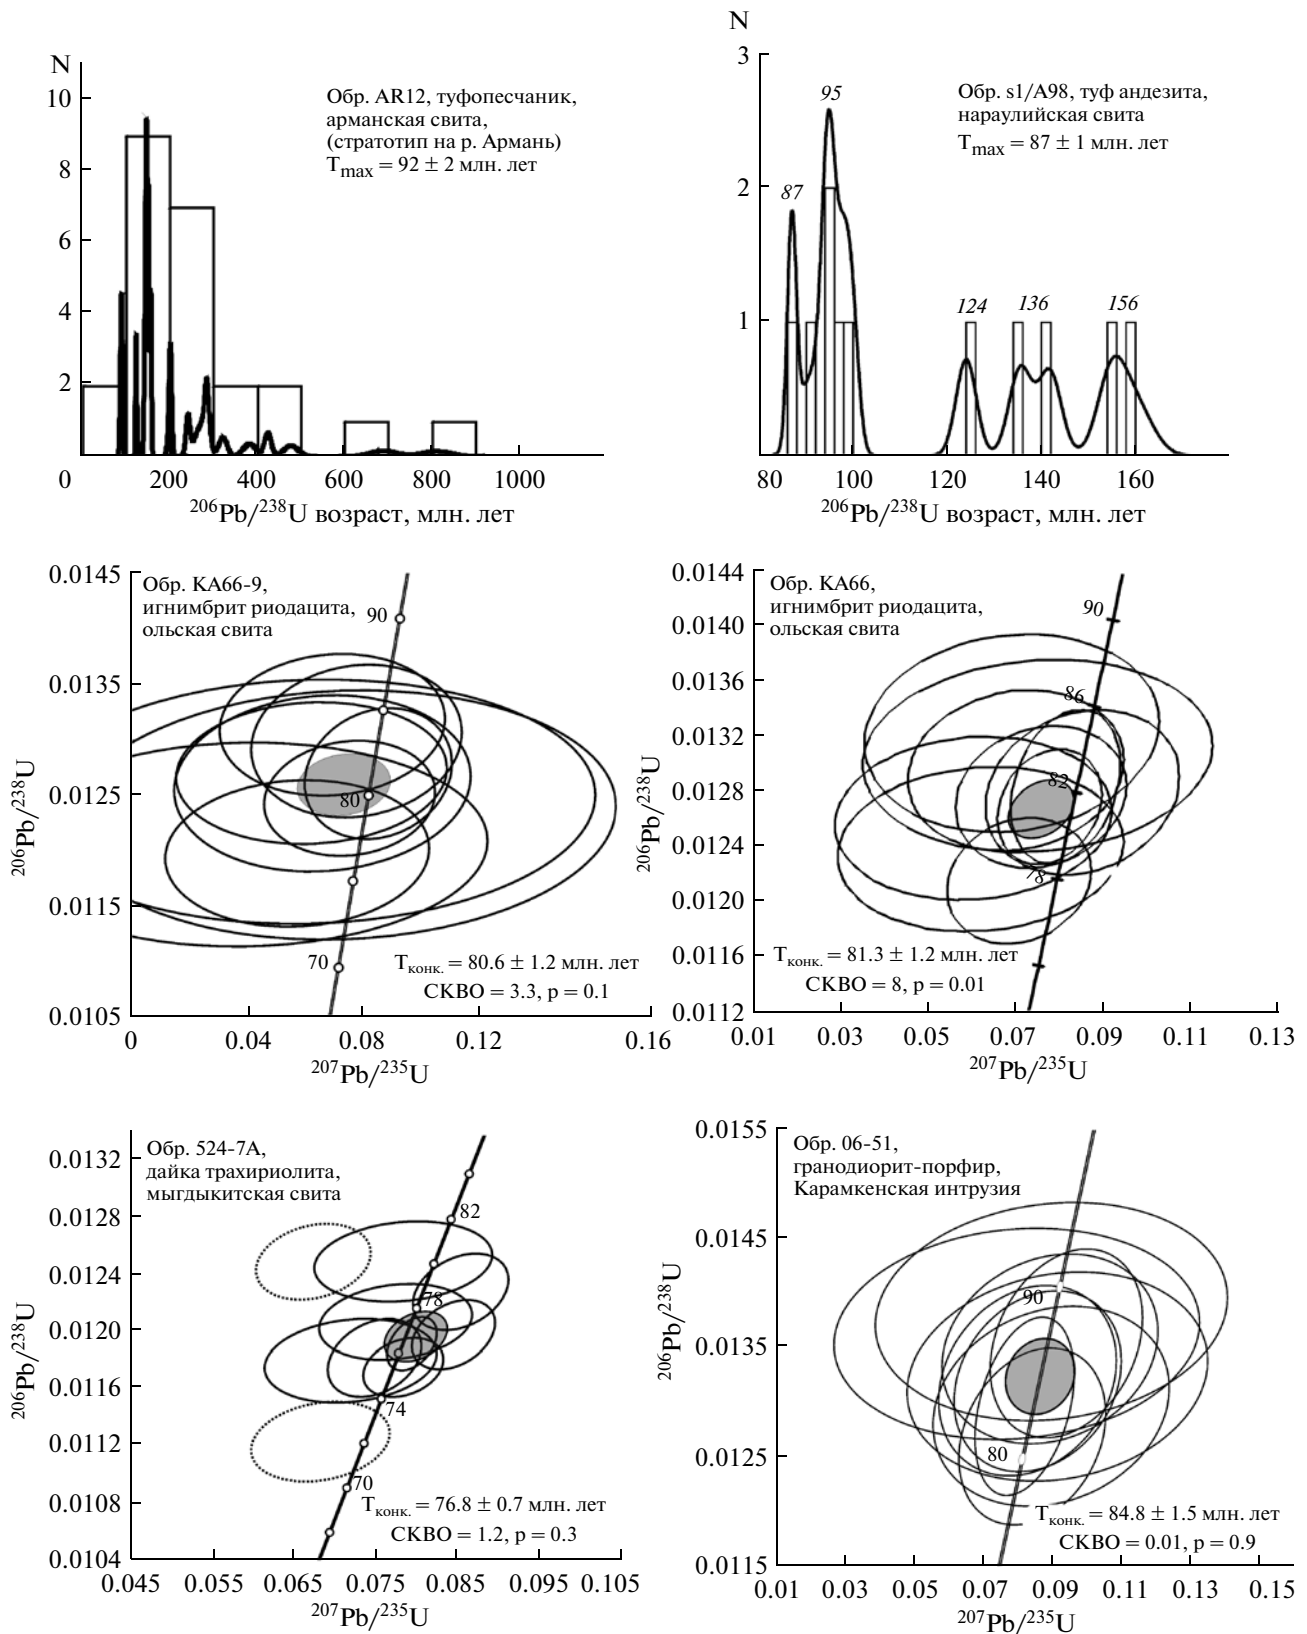 N
10
8
6
4
2
0
200
400
600
800
1000
Обр. AR12, туфопесчаник,
арманская свита,
(стратотип на р. Армань)
Tmax = 92 ± 2 млн. лет
206Pb/238U возраст, млн. лет
N
3
2
1
80
100
120
140
160
87
95
124
136
156
Обр. s1/A98, туф андезита,
нараулийская свита
Tmax = 87 ± 1 млн. лет
206Pb/238U возраст, млн. лет
0.0145
0.0135
0.0125
0.0115
0.0105
206Pb/238U
Обр. KA66-9,
игнимбрит риодацита,
ольская свита
90
80
70
Tконк. = 80.6 ± 1.2 млн. лет
СКВО = 3.3, p = 0.1
0
0.04
0.08
0.12
0.16
207Pb/235U
0.0144
0.0140
0.0136
0.0132
0.0128
0.0124
0.0120
0.0116
0.0112
206Pb/238U
Обр. KA66,
игнимбрит риодацита,
ольская свита
90
86
82
78
Tконк. = 81.3 ± 1.2 млн. лет
СКВО = 8, p = 0.01
0.01
0.03
0.05
0.07
0.09
0.11
0.13
207Pb/235U
0.0132
0.0128
0.0124
0.0120
0.0116
0.0112
0.0108
0.0104
206Pb/238U
Обр. 524-7А,
дайка трахириолита,
мыгдыкитская свита
82
78
74
70
Tконк. = 76.8 ± 0.7 млн. лет
СКВО = 1.2, p = 0.3
0.045
0.055
0.065
0.075
0.085
0.095
0.105
207Pb/235U
0.0155
0.0145
0.0135
0.0125
0.0115
206Pb/238U
Обр. 06-51,
гранодиорит-порфир,
Карамкенская интрузия
90
80
Tконк. = 84.8 ± 1.5 млн. лет
СКВО = 0.01, p = 0.9
0.01
0.03
0.05
0.07
0.09
0.11
0.13
0.15
207Pb/235U